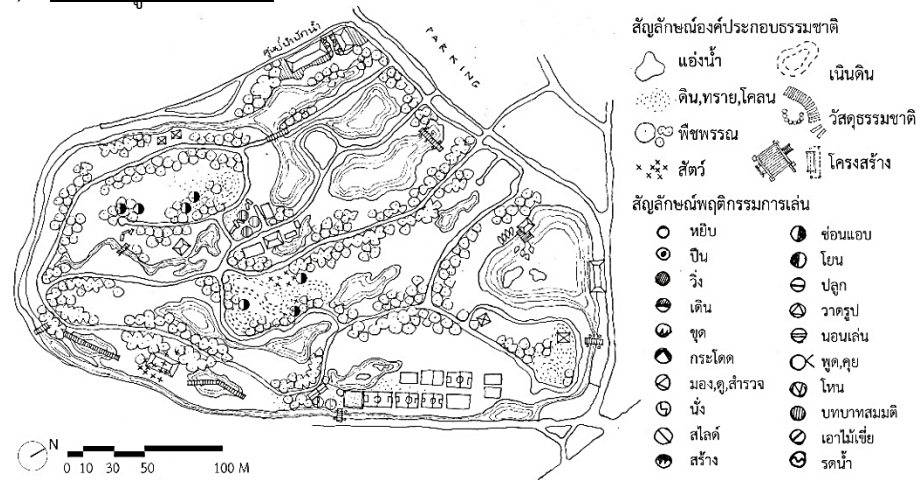 ศูนย์บำบัดน้ำ
PARKING
N
0 10 30 50 100 M
สัญลักษณ์องค์ประกอบธรรมชาติ
แอ่งน้ำ
เนินดิน
ดิน,ทราย,โคลน
วัสดุธรรมชาติ
พืชพรรณ
สัตว์
โครงสร้าง
สัญลักษณ์พฤติกรรมการเล่น
หยิบ
ซ่อนแอบ
ปีน
โยน
วิ่ง
ปลูก
เดิน
วาดรูป
ขุด
นอนเล่น
กระโดด
พูด,คุย
มอง,ดู,สำรวจ
โหน
นั่ง
บทบาทสมมติ
สไลด์
เอาไม้เขี่ย
สร้าง
รดน้ำ